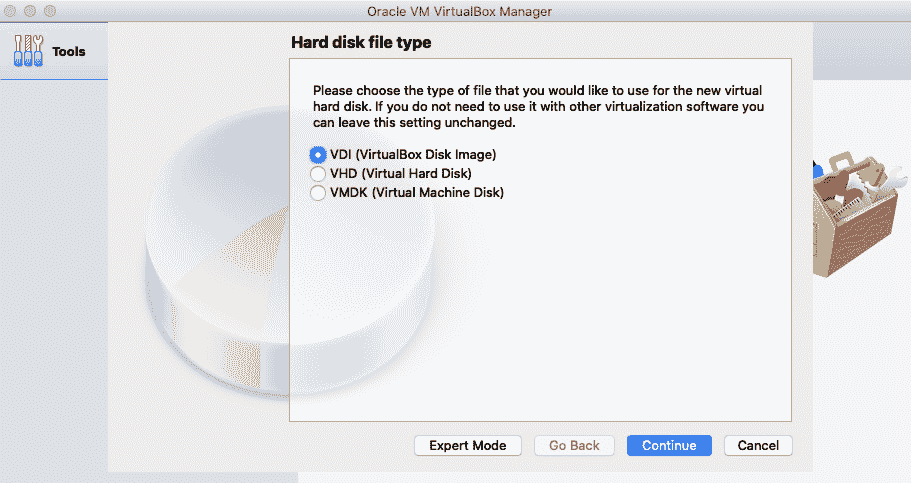 Oracle VM VirtualBox Manager
Tools
Hard disk file type
Please choose the type of file that you would like to use for the new virtual
hard disk. If you do not need to use it with other virtualization software you
can leave this setting unchanged.
VDI (VirtualBox Disk Image)
VHD (Virtual Hard Disk)
VMDK (Virtual Machine Disk)
Expert Mode
Go Back
Continue
Cancel